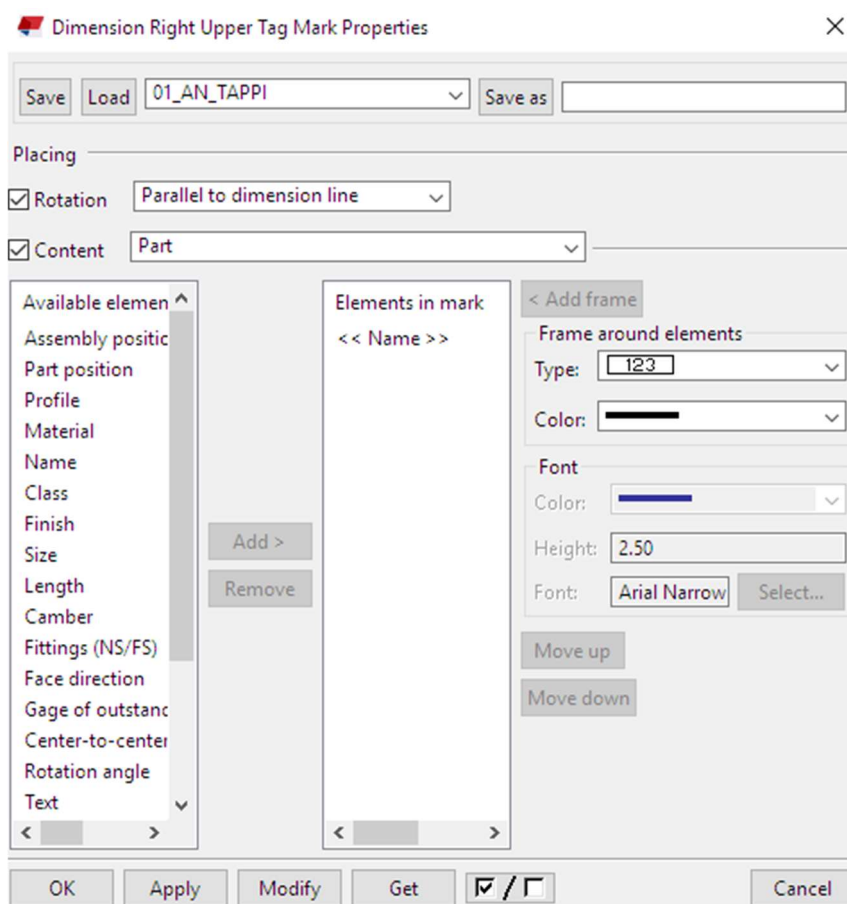 Dimension Right Upper Tag Mark Properties
Save Load 01_AN_TAPPI Save as
Placing
Rotation Parallel to dimension line
Content Part
Available elemen
Assembly positic
Part position
Profile
Material
Name
Class
Finish
Size
Length
Camber
Fittings (NS/FS)
Face direction
Gage of outstanc
Center-to-center
Rotation angle
Text
Add >
Remove
Elements in mark
<< Name >>
< Add frame
Frame around elements
Type: 123
Color:
Font
Color:
Height: 2.50
Font: Arial Narrow Select...
Move up
Move down
OK Apply Modify Get / Cancel